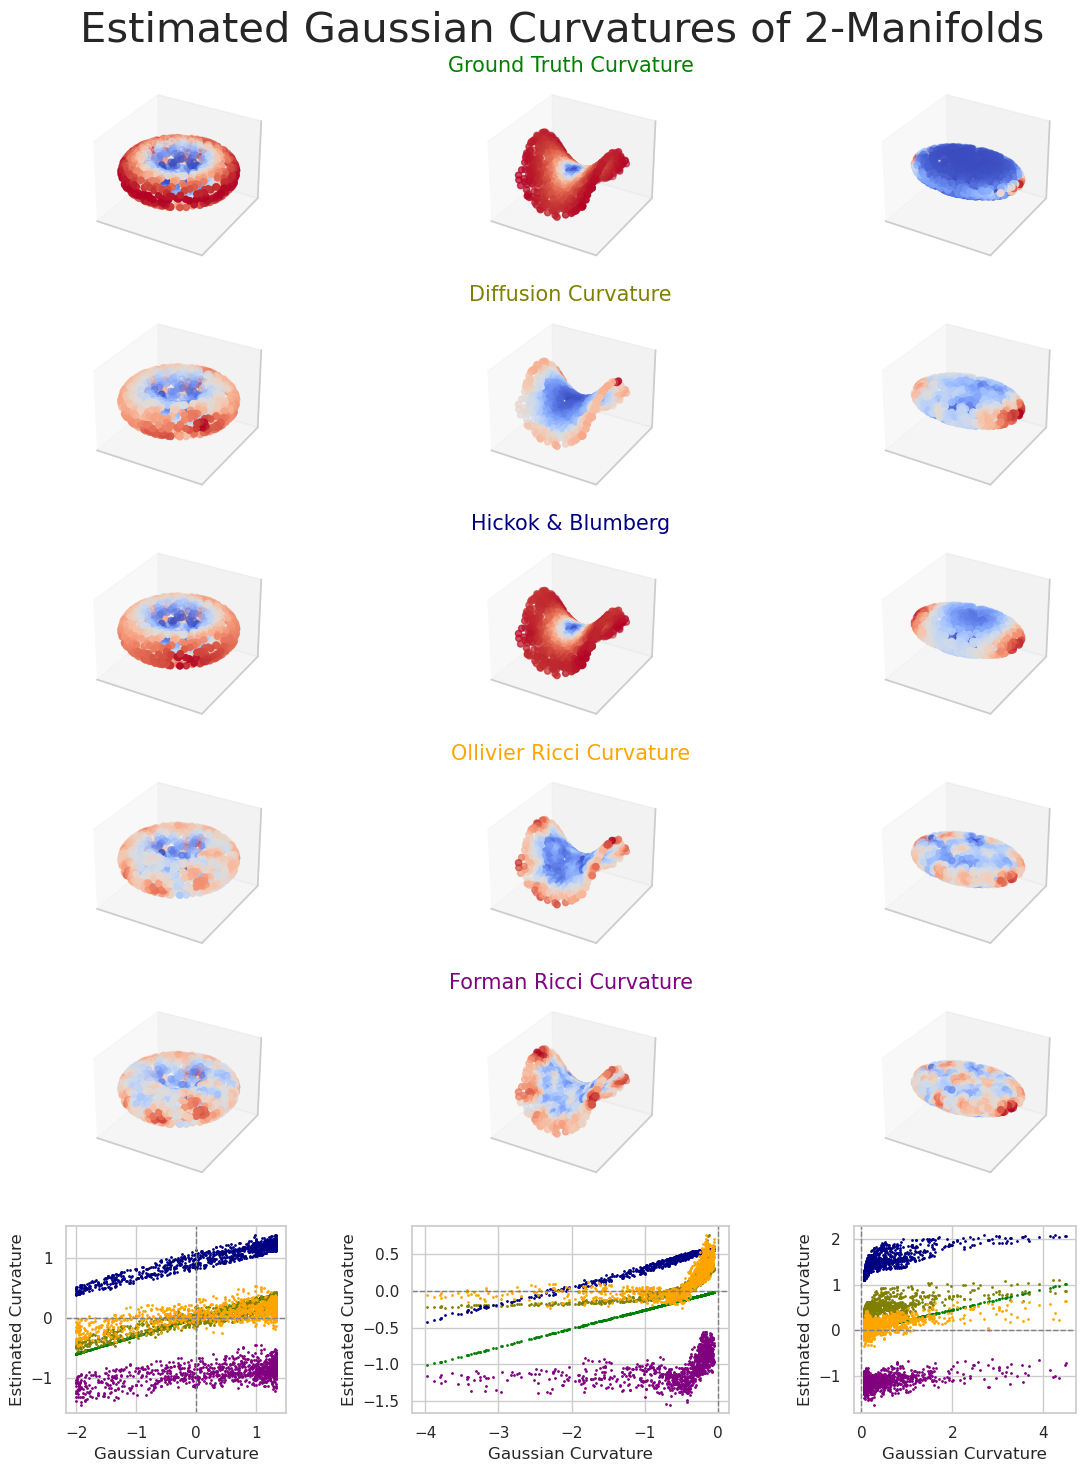 Estimated Gaussian Curvatures of 2-Manifolds
Ground Truth Curvature
Diffusion Curvature
Hickok & Blumberg
Ollivier Ricci Curvature
Forman Ricci Curvature
Estimated Curvature
1
0
−1
−2
−1
0
1
Gaussian Curvature
Estimated Curvature
0.5
0.0
−0.5
−1.0
−1.5
−4
−3
−2
−1
0
Gaussian Curvature
Estimated Curvature
2
1
0
−1
0
2
4
Gaussian Curvature